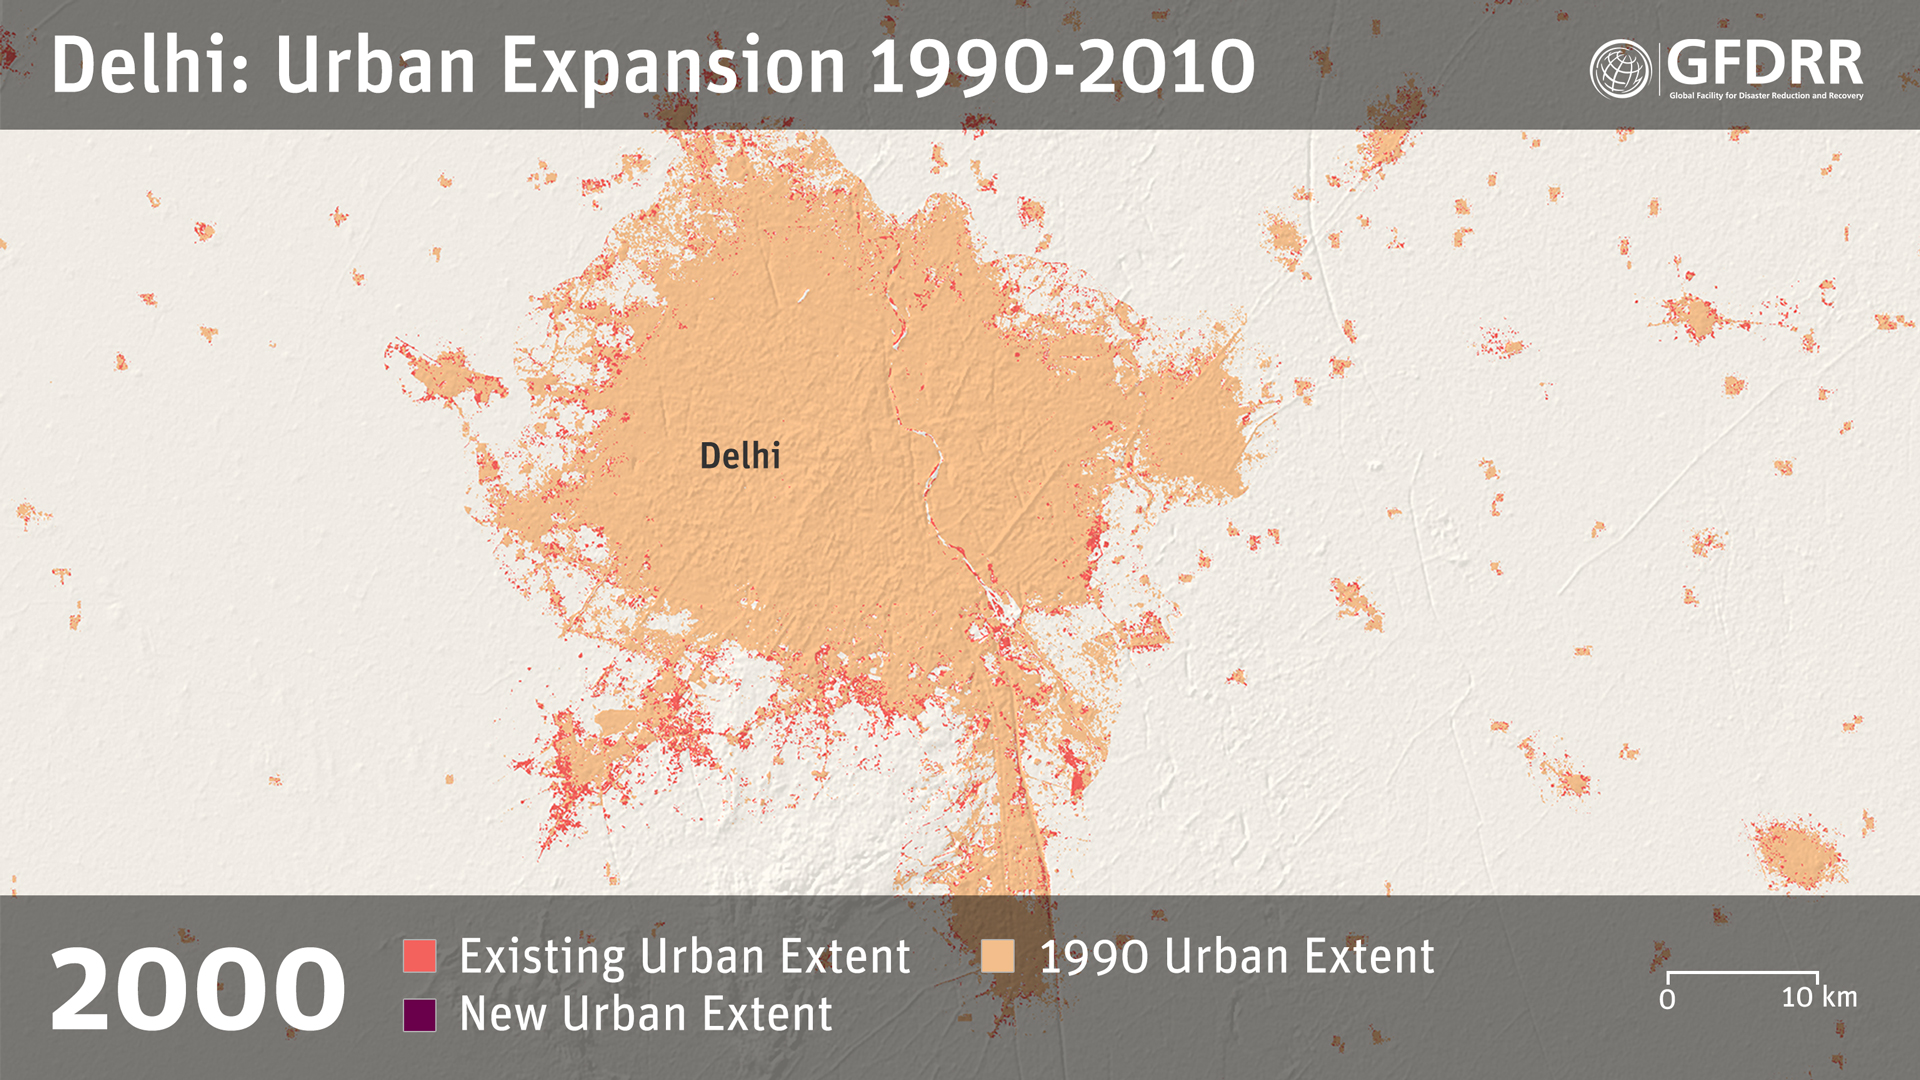 Delhi: Urban Expansion 1990-2010
GFDRR
Global Facility for Disaster Reduction and Recovery
Delhi
2000
Existing Urban Extent
1990 Urban Extent
New Urban Extent
0 10 km